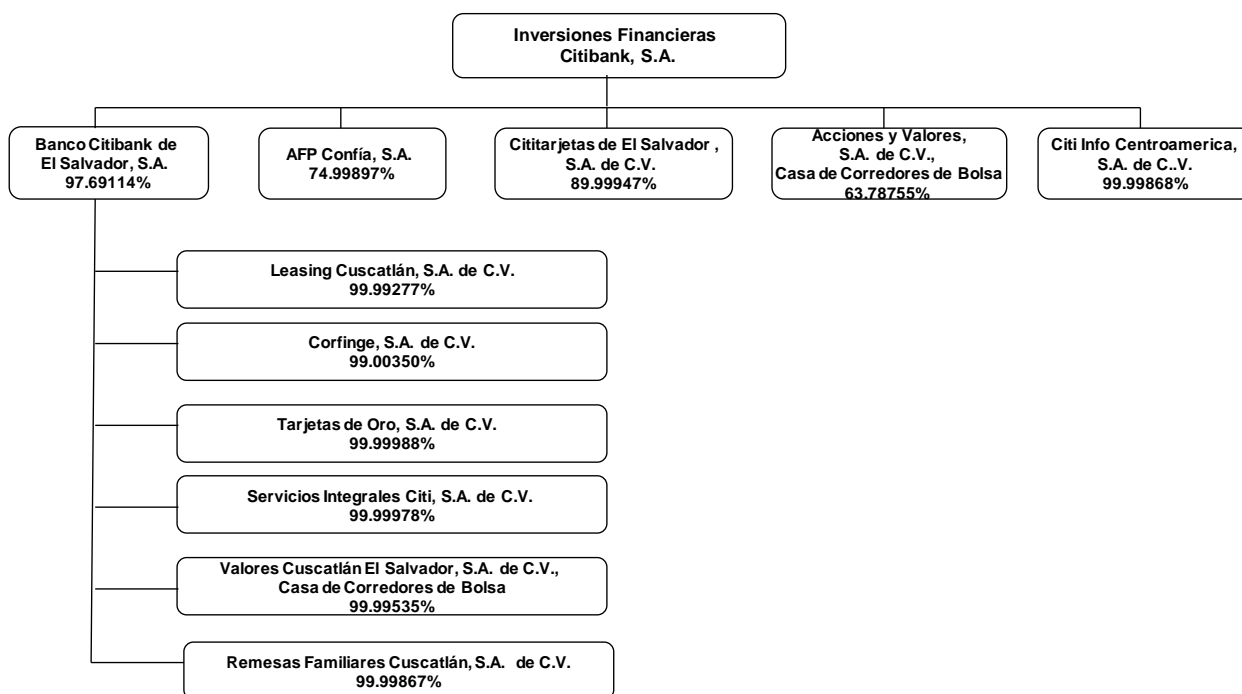 Inversiones Financieras
Citibank, S.A.
Banco Citibank de
El Salvador, S.A.
97.69114%
AFP Confía, S.A.
74.99897%
Cititarjetas de El Salvador ,
S.A. de C.V.
89.99947%
Acciones y Valores,
S.A. de C.V.,
Casa de Corredores de Bolsa
63.78755%
Citi Info Centroamerica,
S.A. de C..V.
99.99868%
Leasing Cuscatlán, S.A. de C.V.
99.99277%
Corfinge, S.A. de C.V.
99.00350%
Tarjetas de Oro, S.A. de C.V.
99.99988%
Servicios Integrales Citi, S.A. de C.V.
99.99978%
Valores Cuscatlán El Salvador, S.A. de C.V.,
Casa de Corredores de Bolsa
99.99535%
Remesas Familiares Cuscatlán, S.A. de C.V.
99.99867%